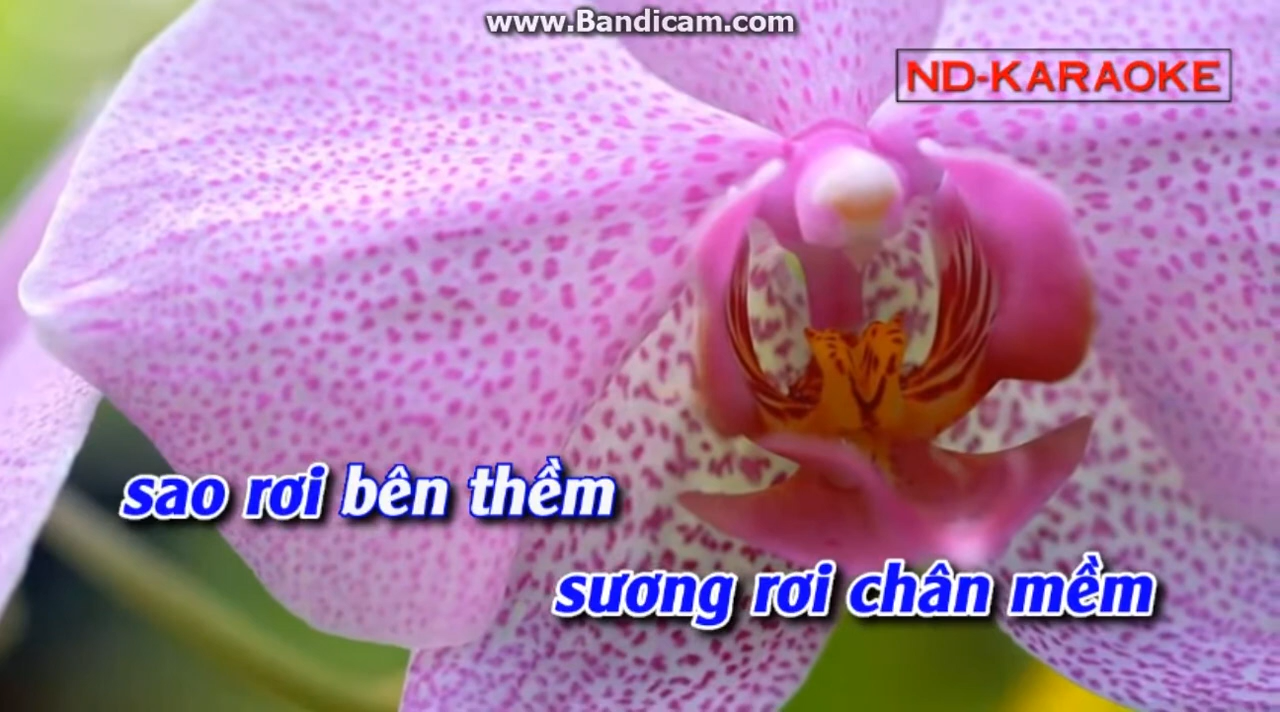 www.Bandicam.com
ND-KARAOKE
sao rơi bên thềm
sương rơi chân mềm